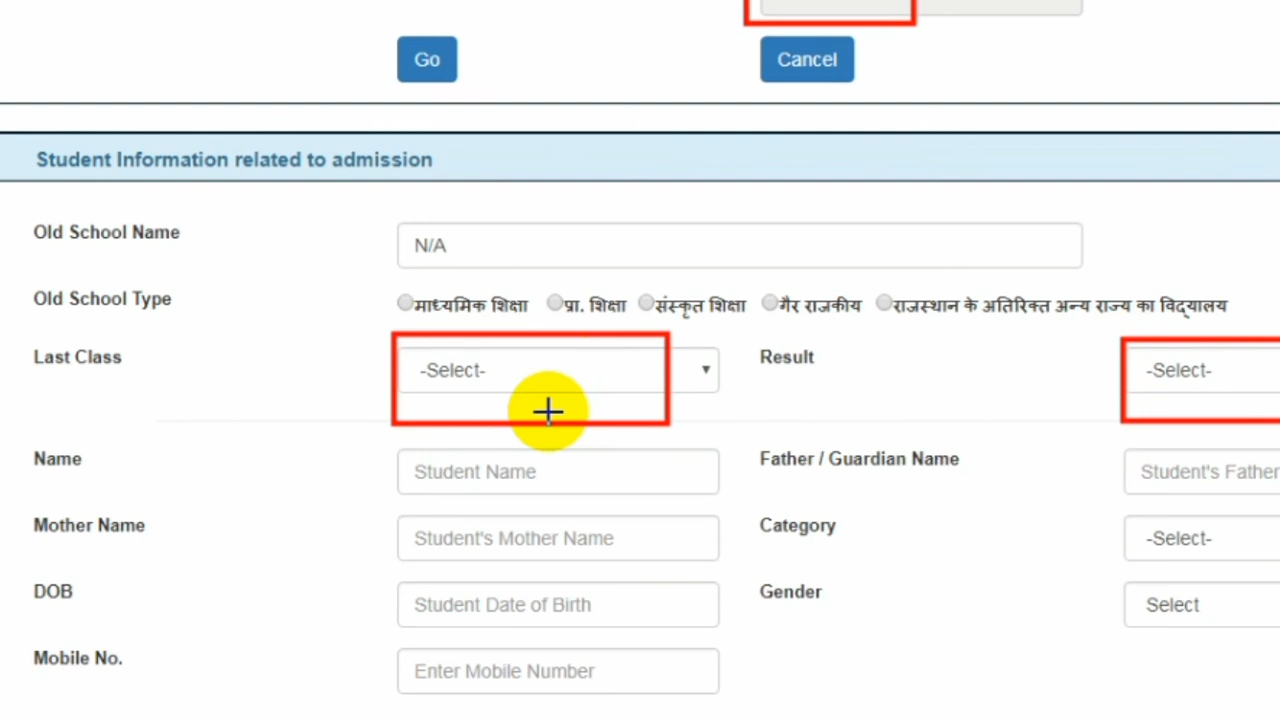 Go Cancel
Student Information related to admission
Old School Name N/A
Old School Type माध्यमिक शिक्षा प्रा. शिक्षा संस्कृत शिक्षा गैर राजकीय राजस्थान के अतिरिक्त अन्य राज्य का विद्यालय
Last Class -Select- Result -Select-
Name Student Name Father / Guardian Name Student's Father
Mother Name Student's Mother Name Category -Select-
DOB Student Date of Birth Gender Select
Mobile No. Enter Mobile Number